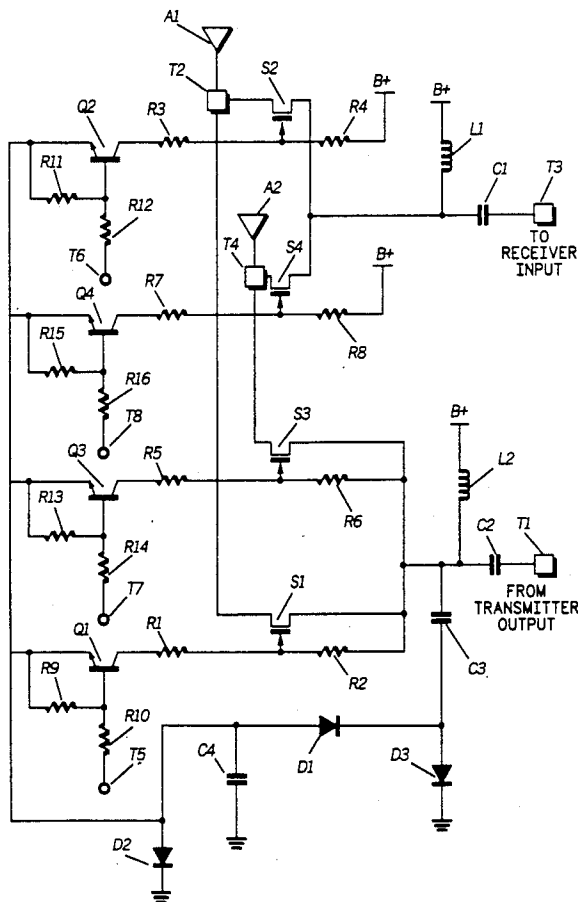 A1
T2
S2
B+
B+
Q2
R3
R4
L1
R11
C1
T3
R12
A2
T4
S4
TO
RECEIVER
INPUT
T6
Q4
R7
B+
R15
R8
R16
T8
S3
B+
Q3
R5
L2
R13
R6
C2
T1
R14
T7
S1
FROM
TRANSMITTER
OUTPUT
Q1
R1
C3
R9
R2
R10
T5
C4
D1
D3
D2